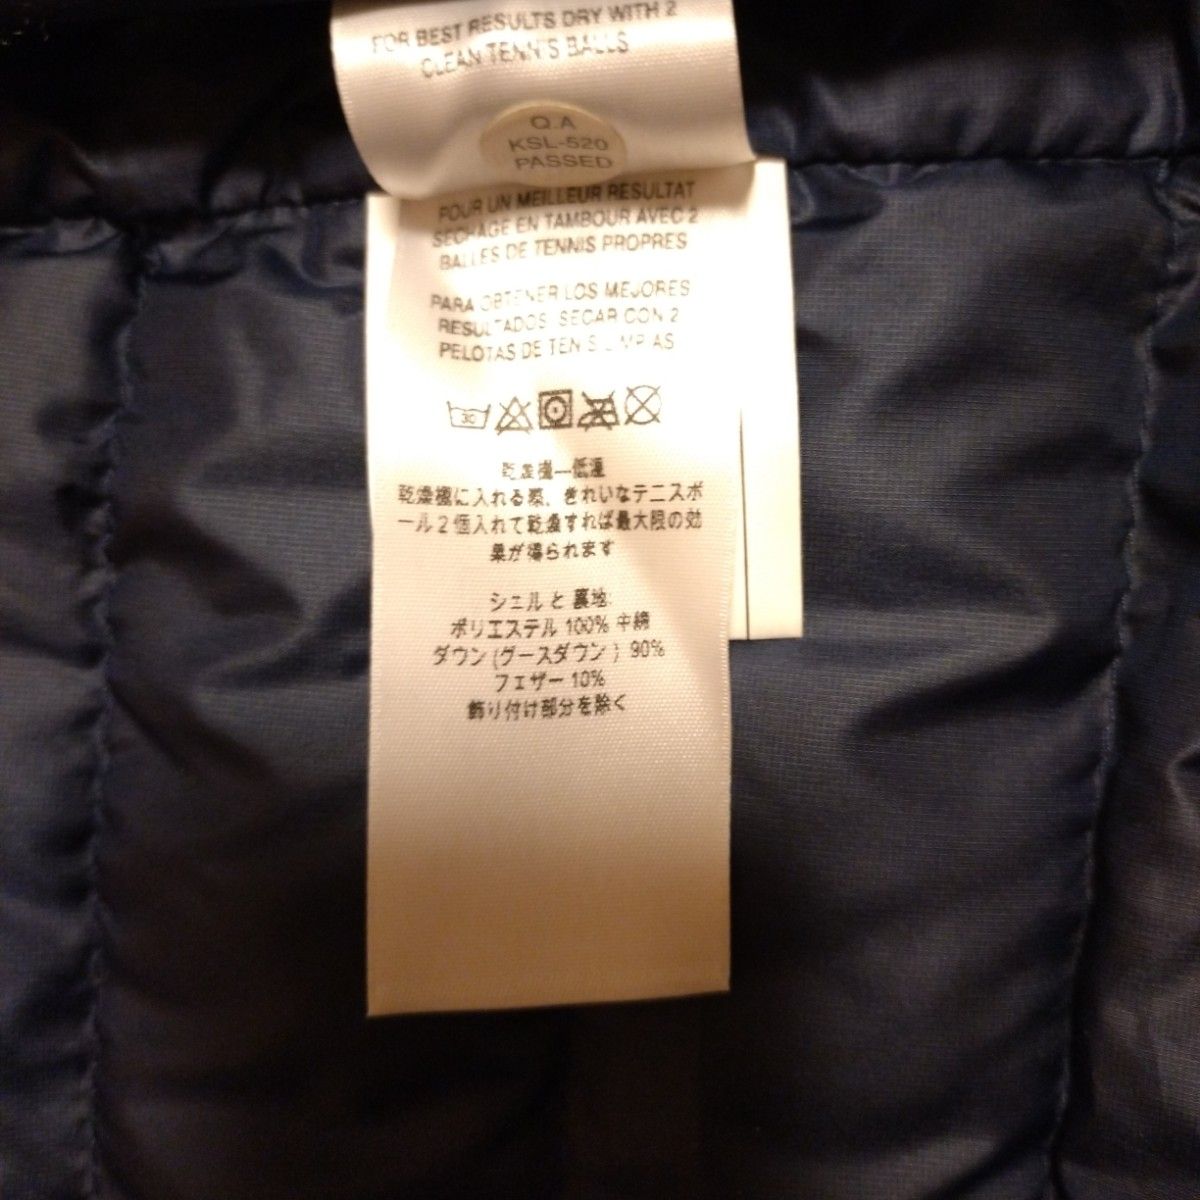 FOR BEST RESULTS DRY WITH 2
CLEAN TENNIS BALLS
Q.A
KSL-520
PASSED
POUR UN MEILLEUR RESULTAT
SECHAGE EN TAMBOUR AVEC 2
BALLES DE TENNIS PROPRES
PARA OBTENER LOS MEJORES
RESULTADOS, SECAR CON 2
PELOTAS DE TENIS LIMPIAS
30
乾燥機—低温
乾燥機に入れる際、きれいなテニスボ
ール2個入れて乾燥すれば最大限の効
果が得られます
シェルと裏地:
ポリエステル 100% 中綿
ダウン (グースダウン) 90%
フェザー 10%
飾り付け部分を除く